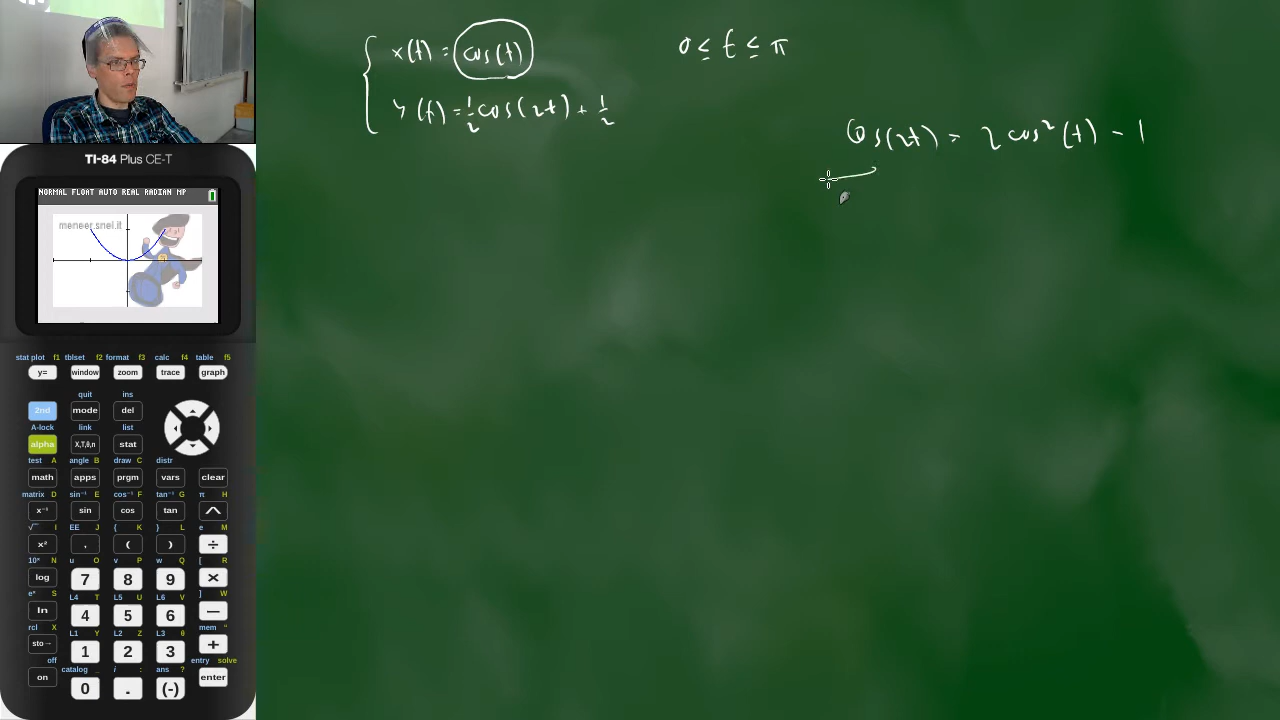 x(t) = cos(t)
0 ≤ t ≤ π
y(t) = 1/2 cos(2t) + 1/2
cos(2t) = 2 cos²(t) - 1
TI-84 Plus CE-T
NORMAL FLOAT AUTO REAL RADIAN MP
meneer.snel.it
stat plot f1 tblset f2 format f3 calc f4 table f5
y= window zoom trace graph
quit ins
2nd mode del
A-lock link list
alpha X,T,θ,n stat
test A angle B draw C distr
math apps prgm vars clear
matrix D sin⁻¹ E cos⁻¹ F tan⁻¹ G π H
x⁻¹ sin cos tan ^
√‾ I EE J { K } L e M
x² , ( ) ÷
10ˣ N u O v P w Q [ R
log 7 8 9 ×
eˣ S L4 T L5 U L6 V ] W
ln 4 5 6 —
rcl X L1 Y L2 Z L3 θ mem "
sto→ 1 2 3 +
off catalog _ i : ans ? entry solve
on 0 . (-) enter